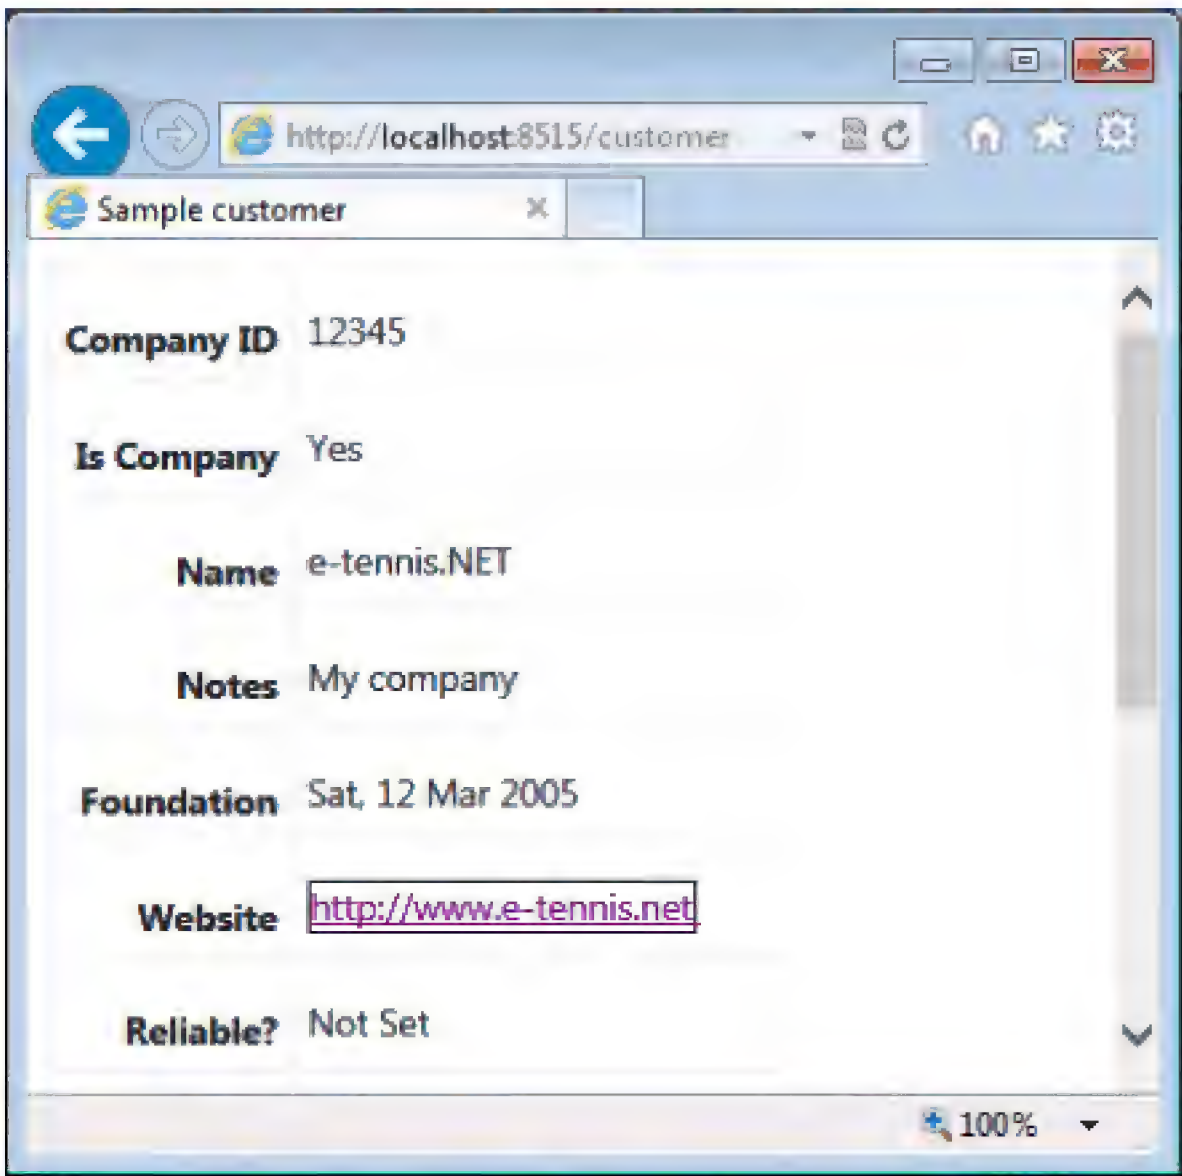 http://localhost:8515/customer
Sample customer
Company ID 12345
Is Company Yes
Name e-tennis.NET
Notes My company
Foundation Sat, 12 Mar 2005
Website http://www.e-tennis.net
Reliable? Not Set
100%